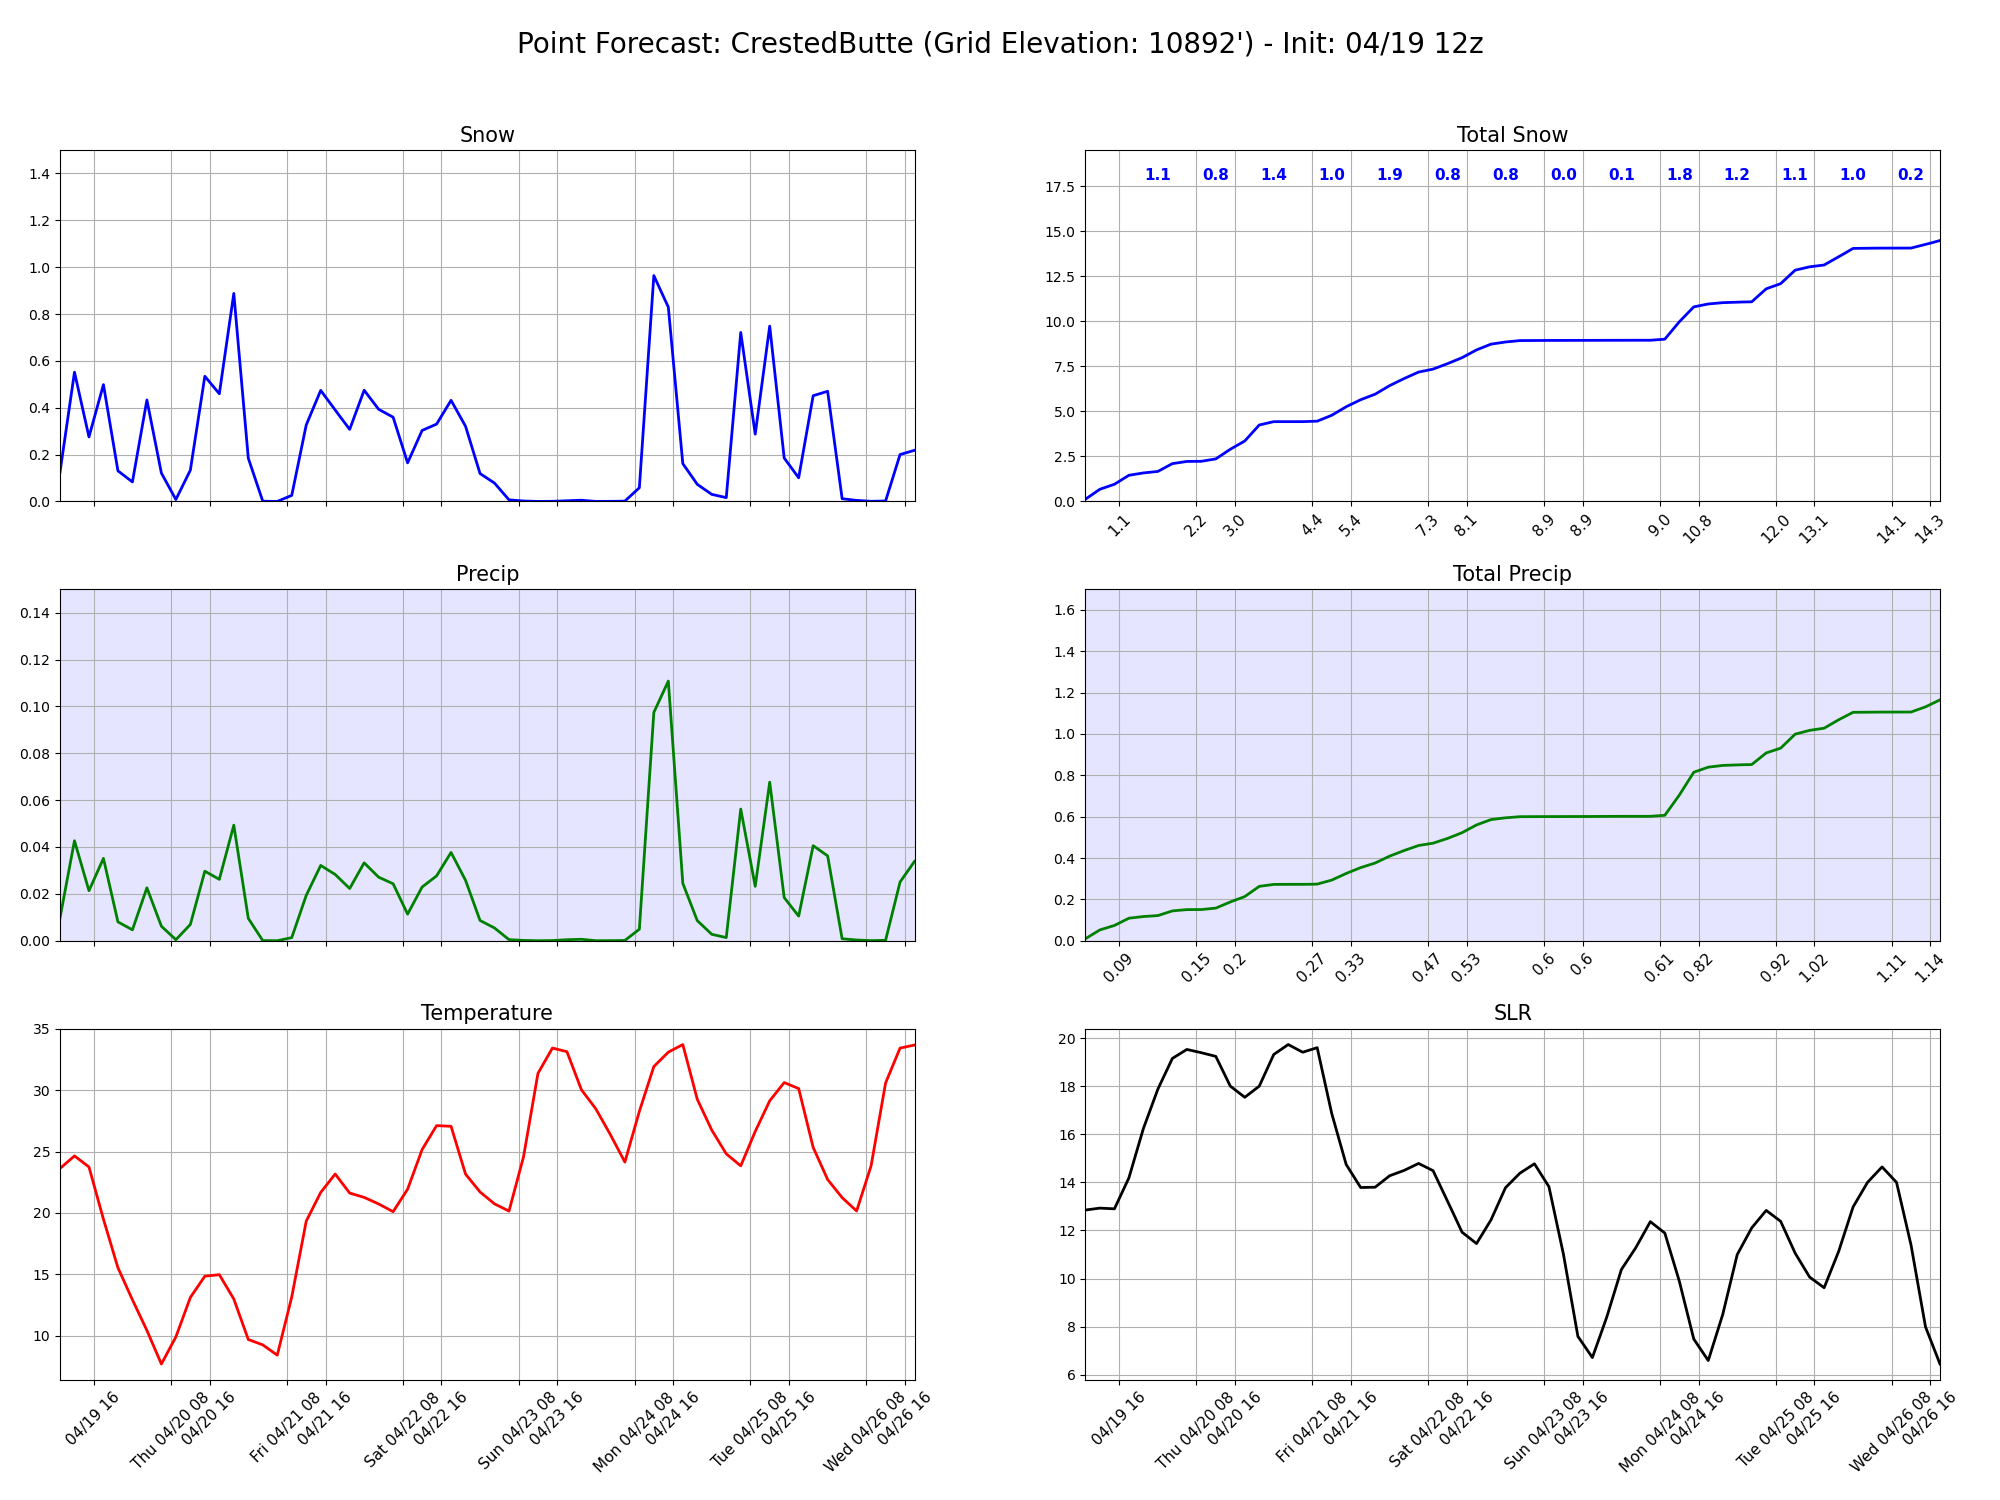 Point Forecast: CrestedButte (Grid Elevation: 10892') - Init: 04/19 12z
Snow
1.4
1.2
1.0
0.8
0.6
0.4
0.2
0.0
Total Snow
1.1 0.8 1.4 1.0 1.9 0.8 0.8 0.0 0.1 1.8 1.2 1.1 1.0 0.2
17.5
15.0
12.5
10.0
7.5
5.0
2.5
0.0
1.1 2.2 3.0 4.4 5.4 7.3 8.1 8.9 8.9 9.0 10.8 12.0 13.1 14.1 14.3
Precip
0.14
0.12
0.10
0.08
0.06
0.04
0.02
0.00
Total Precip
1.6
1.4
1.2
1.0
0.8
0.6
0.4
0.2
0.0
0.09 0.15 0.2 0.27 0.33 0.47 0.53 0.6 0.6 0.61 0.82 0.92 1.02 1.11 1.14
Temperature
35
30
25
20
15
10
04/19 16
Thu 04/20 08
04/20 16
Fri 04/21 08
04/21 16
Sat 04/22 08
04/22 16
Sun 04/23 08
04/23 16
Mon 04/24 08
04/24 16
Tue 04/25 08
04/25 16
Wed 04/26 08
04/26 16
SLR
20
18
16
14
12
10
8
6
04/19 16
Thu 04/20 08
04/20 16
Fri 04/21 08
04/21 16
Sat 04/22 08
04/22 16
Sun 04/23 08
04/23 16
Mon 04/24 08
04/24 16
Tue 04/25 08
04/25 16
Wed 04/26 08
04/26 16